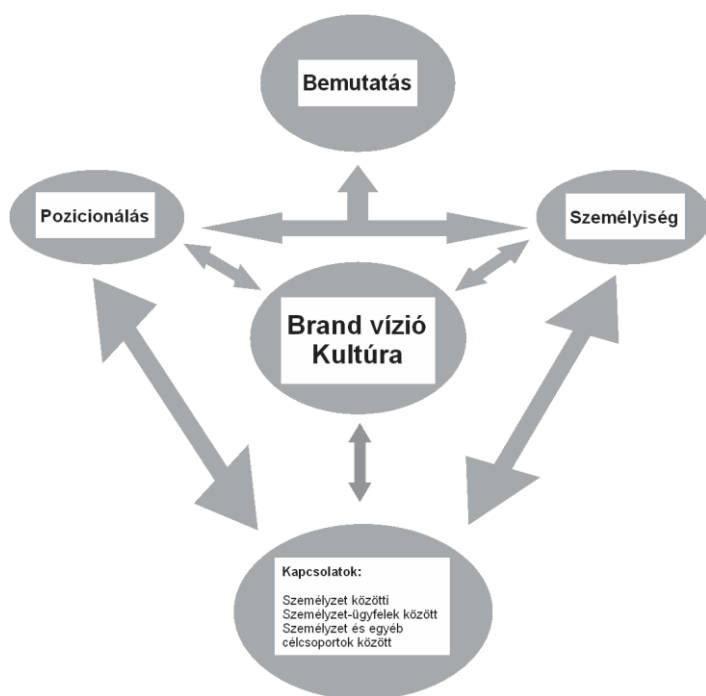 Bemutatás
Pozicionálás
Személyiség
Brand vízió
Kultúra
Kapcsolatok:
Személyzet közötti
Személyzet-ügyfelek között
Személyzet és egyéb
célcsoportok között